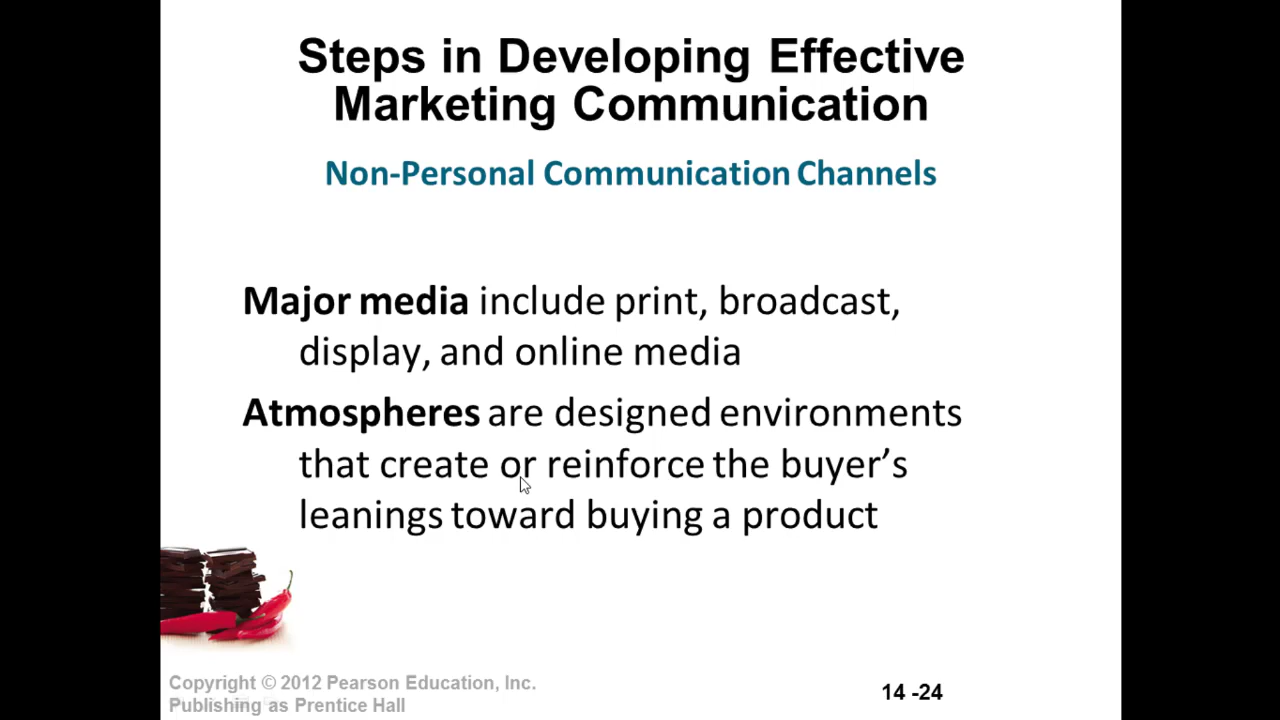 Steps in Developing Effective
Marketing Communication
Non-Personal Communication Channels
Major media include print, broadcast,
display, and online media
Atmospheres are designed environments
that create or reinforce the buyer’s
leanings toward buying a product
Copyright © 2012 Pearson Education, Inc.
Publishing as Prentice Hall
14 -24